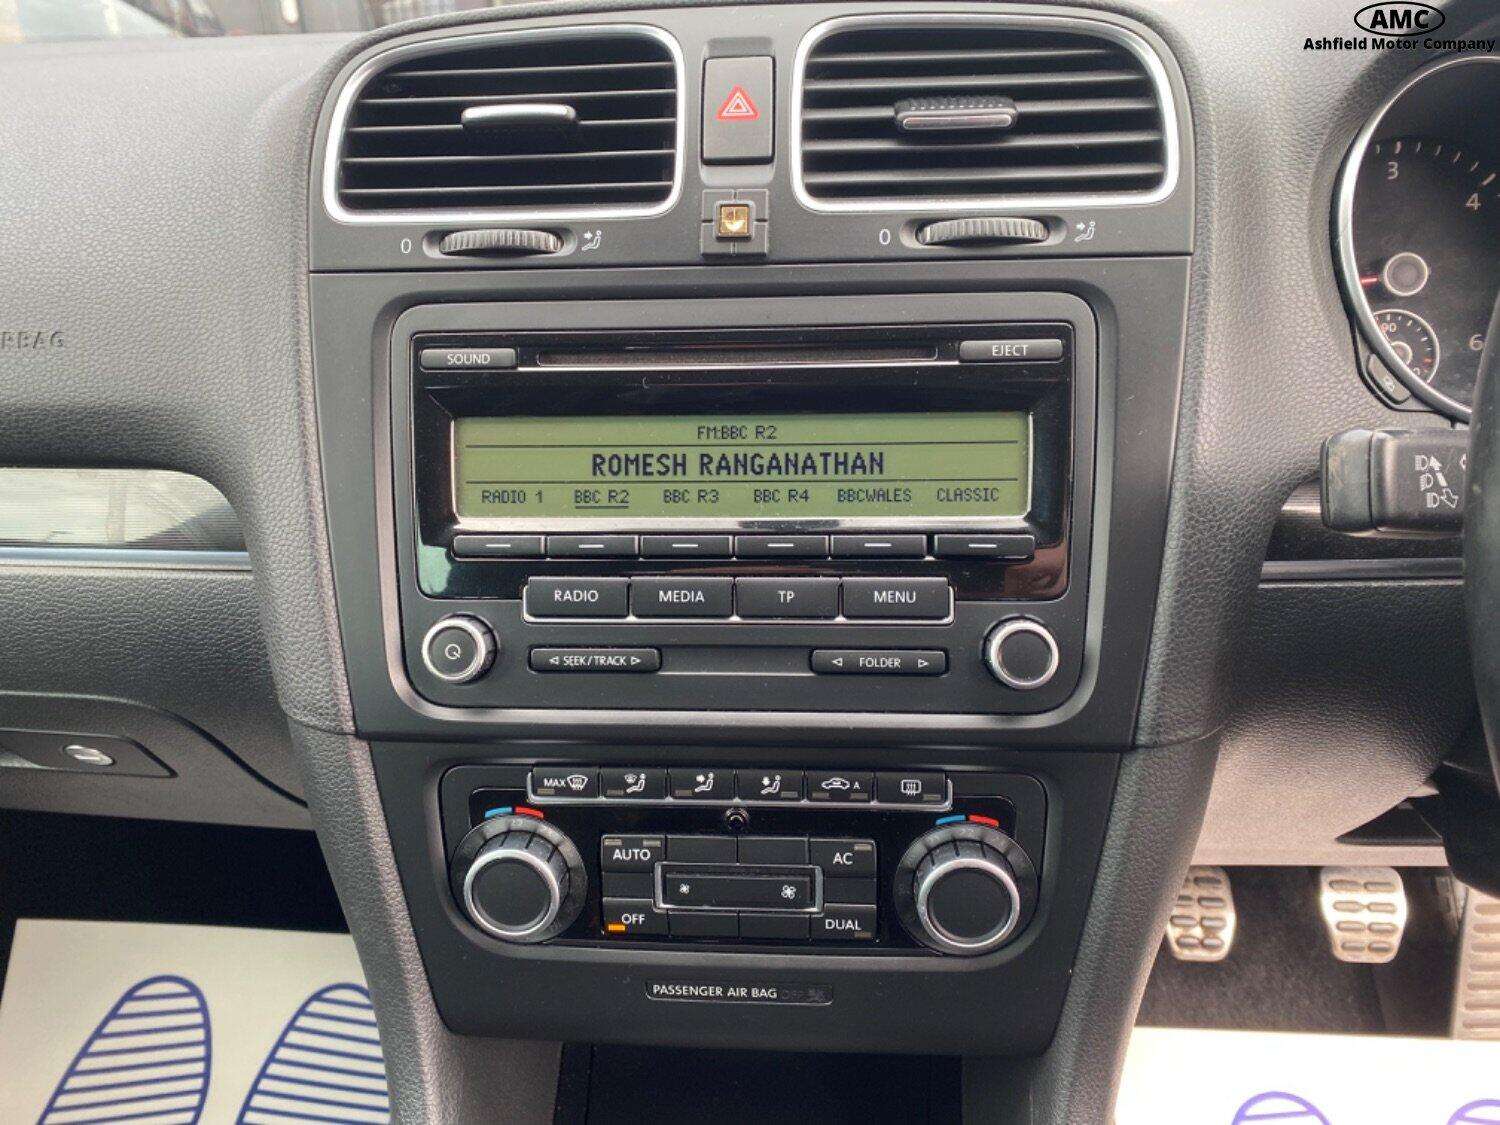 AMC
Ashfield Motor Company
3
4
0
0
RBAG
SOUND
EJECT
90
6
FM:BBC R2
ROMESH RANGANATHAN
RADIO 1 BBC R2 BBC R3 BBC R4 BBCWALES CLASSIC
RADIO MEDIA TP MENU
SEEK/TRACK
FOLDER
MAX
A
AUTO
AC
OFF
DUAL
PASSENGER AIR BAG